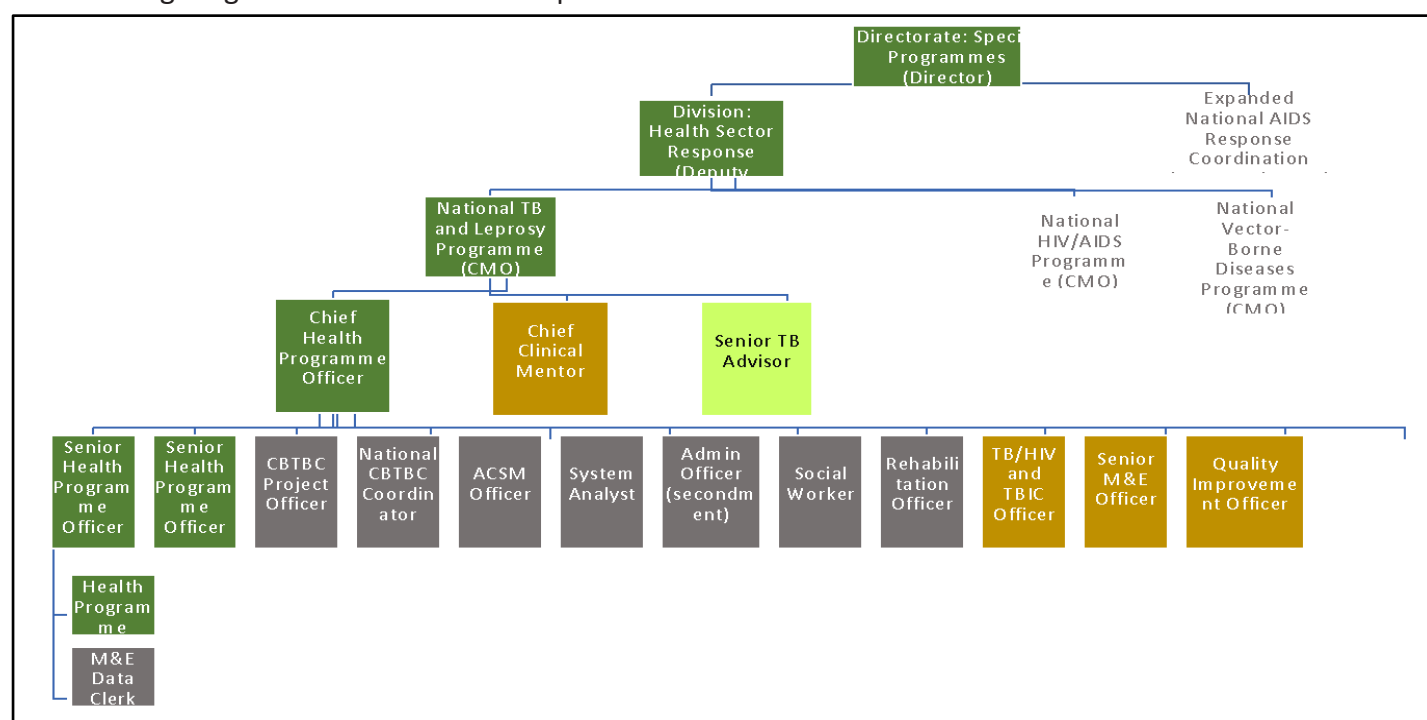 Directorate: Speci
Programmes
(Director)
Expanded
National AIDS
Response
Coordination
Division:
Health Sector
Response
(Deputy
National TB
and Leprosy
Programme
(CMO)
National
HIV/AIDS
Programm
e (CMO)
National
Vector-
Borne
Diseases
Programme
(CMO)
Chief
Health
Programme
Officer
Chief
Clinical
Mentor
Senior TB
Advisor
Senior
Health
Program
me
Officer
Senior
Health
Program
me
Officer
CBTBC
Project
Officer
National
CBTBC
Coordin
ator
ACSM
Officer
System
Analyst
Admin
Officer
(secondm
ent)
Social
Worker
Rehabili
tation
Officer
TB/HIV
and
TBIC
Officer
Senior
M&E
Officer
Quality
Improveme
nt Officer
Health
Program
me
M&E
Data
Clerk